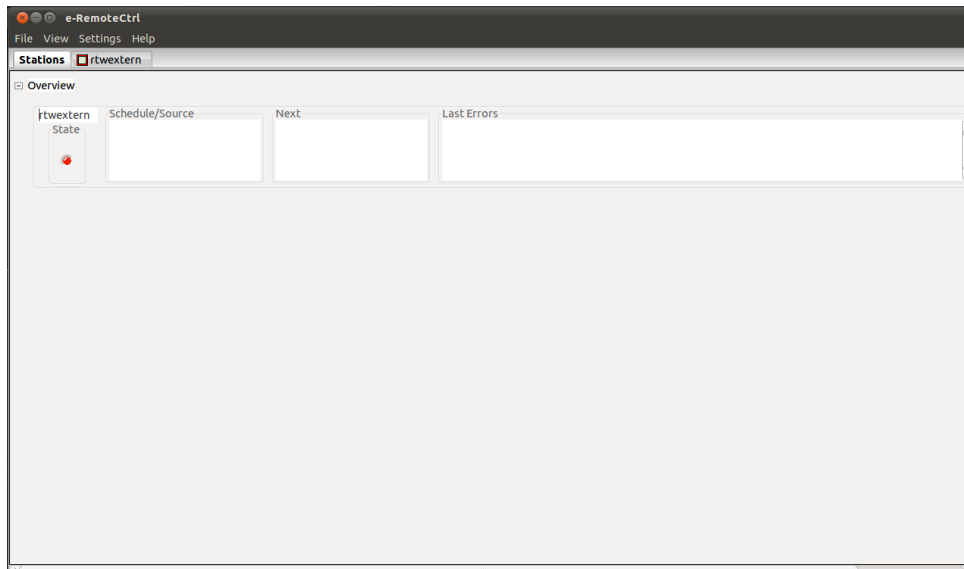 e-RemoteCtrl
File View Settings Help
Stations rtwextern
Overview
rtwextern Schedule/Source Next Last Errors
State